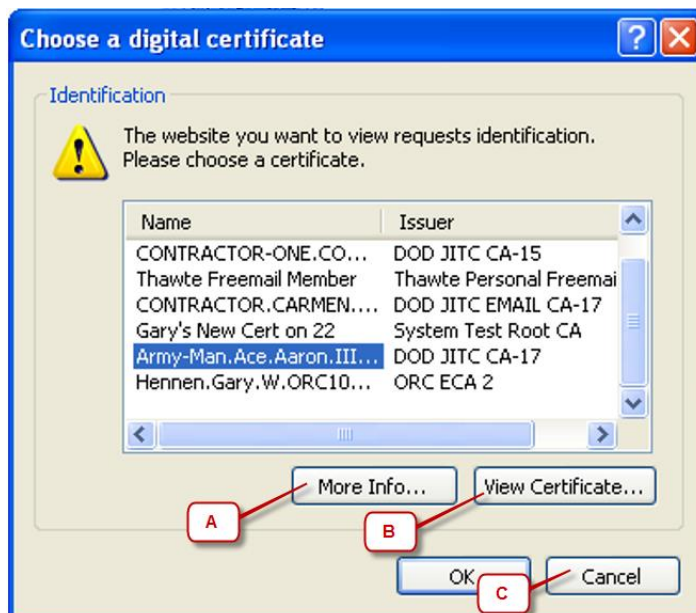 Choose a digital certificate
Identification
The website you want to view requests identification.
Please choose a certificate.
Name Issuer
CONTRACTOR-ONE.CO... DOD JITC CA-15
Thawte Freemail Member Thawte Personal Freemai
CONTRACTOR.CARMEN.... DOD JITC EMAIL CA-17
Gary's New Cert on 22 System Test Root CA
Army-Man.Ace.Aaron.III... DOD JITC CA-17
Hennen.Gary.W.ORC10... ORC ECA 2
More Info... View Certificate...
A
B
OK Cancel
C